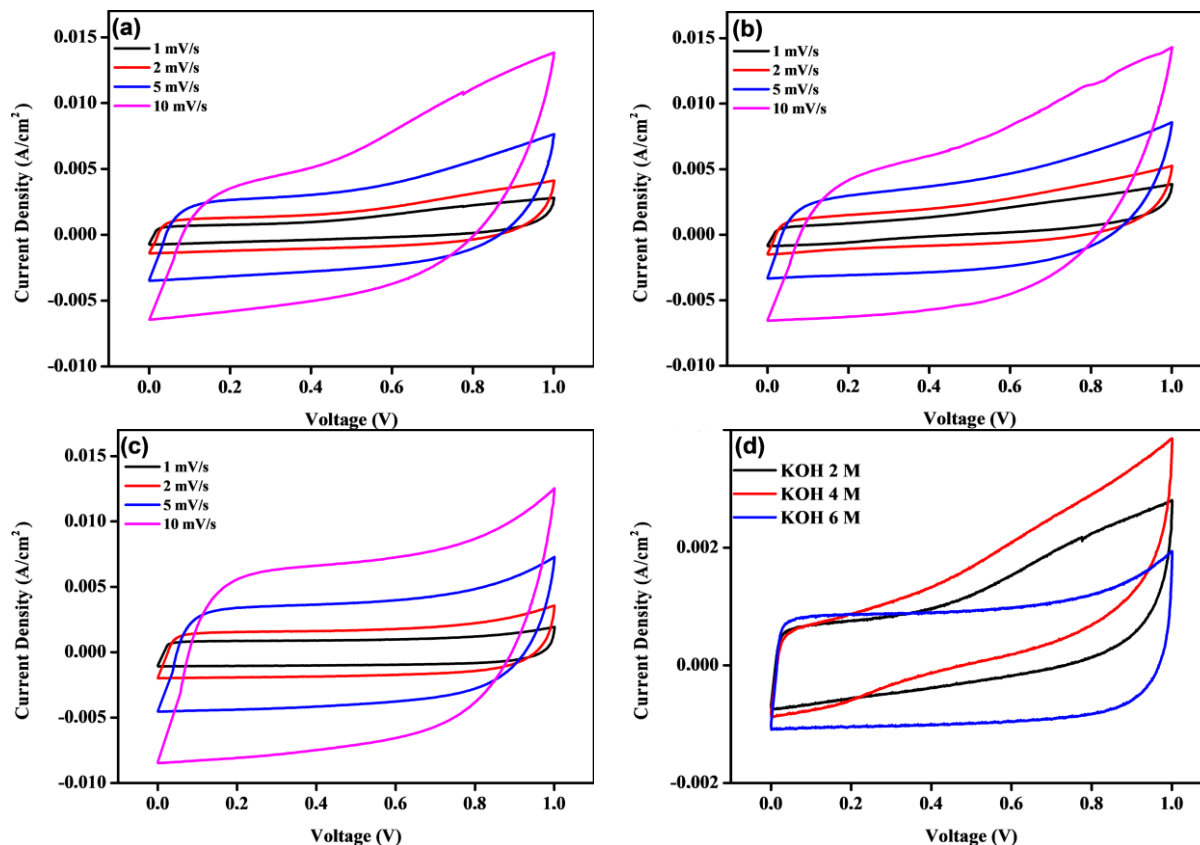 (a)
1 mV/s
2 mV/s
5 mV/s
10 mV/s
0.015
0.010
0.005
0.000
-0.005
-0.010
Current Density (A/cm²)
0.0 0.2 0.4 0.6 0.8 1.0
Voltage (V)
(b)
1 mV/s
2 mV/s
5 mV/s
10 mV/s
0.015
0.010
0.005
0.000
-0.005
-0.010
Current Density (A/cm²)
0.0 0.2 0.4 0.6 0.8 1.0
Voltage (V)
(c)
1 mV/s
2 mV/s
5 mV/s
10 mV/s
0.015
0.010
0.005
0.000
-0.005
-0.010
Current Density (A/cm²)
0.0 0.2 0.4 0.6 0.8 1.0
Voltage (V)
(d)
KOH 2 M
KOH 4 M
KOH 6 M
0.002
0.000
-0.002
Current Density (A/cm²)
0.0 0.2 0.4 0.6 0.8 1.0
Voltage (V)